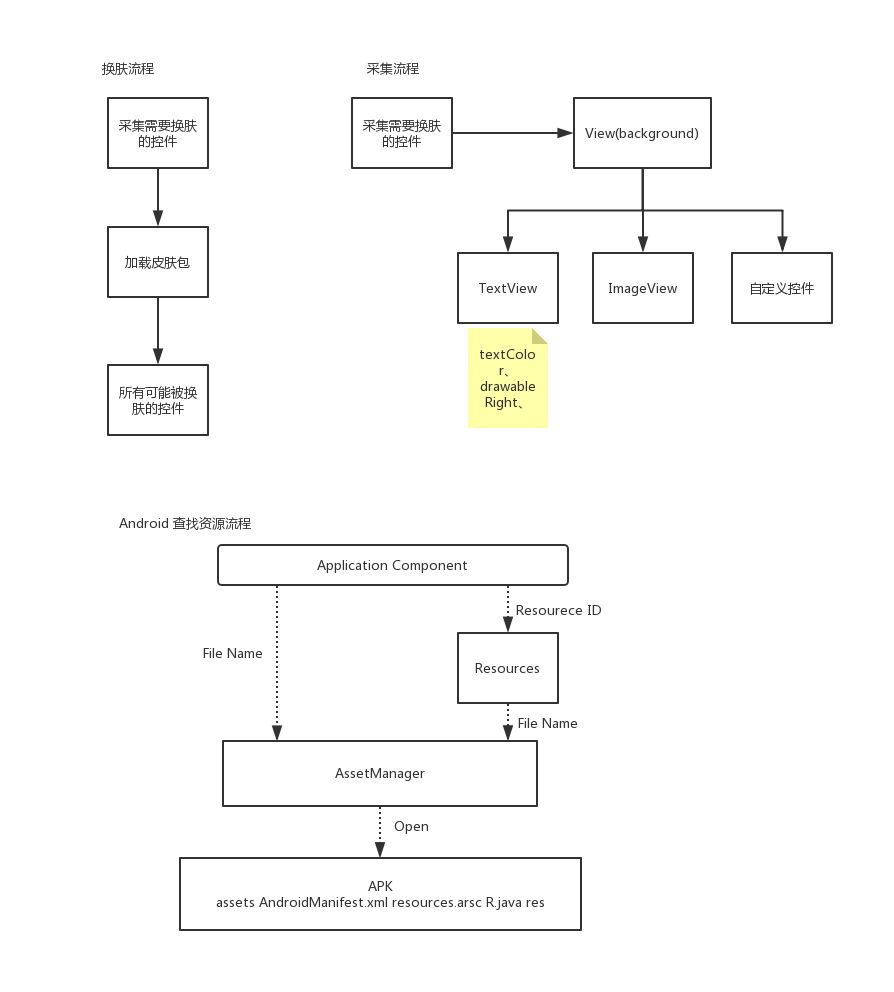 换肤流程
采集需要换肤
的控件
加载皮肤包
所有可能被换
肤的控件
采集流程
采集需要换肤
的控件
View(background)
TextView
ImageView
自定义控件
textColo
r、
drawable
Right、
Android 查找资源流程
Application Component
Resourece ID
File Name
Resources
File Name
AssetManager
Open
APK
assets AndroidManifest.xml resources.arsc R.java res